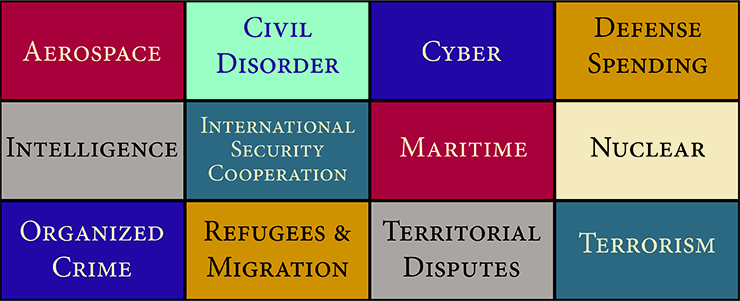 Aerospace
Civil
Disorder
Cyber
Defense
Spending
Intelligence
International
Security
Cooperation
Maritime
Nuclear
Organized
Crime
Refugees &
Migration
Territorial
Disputes
Terrorism